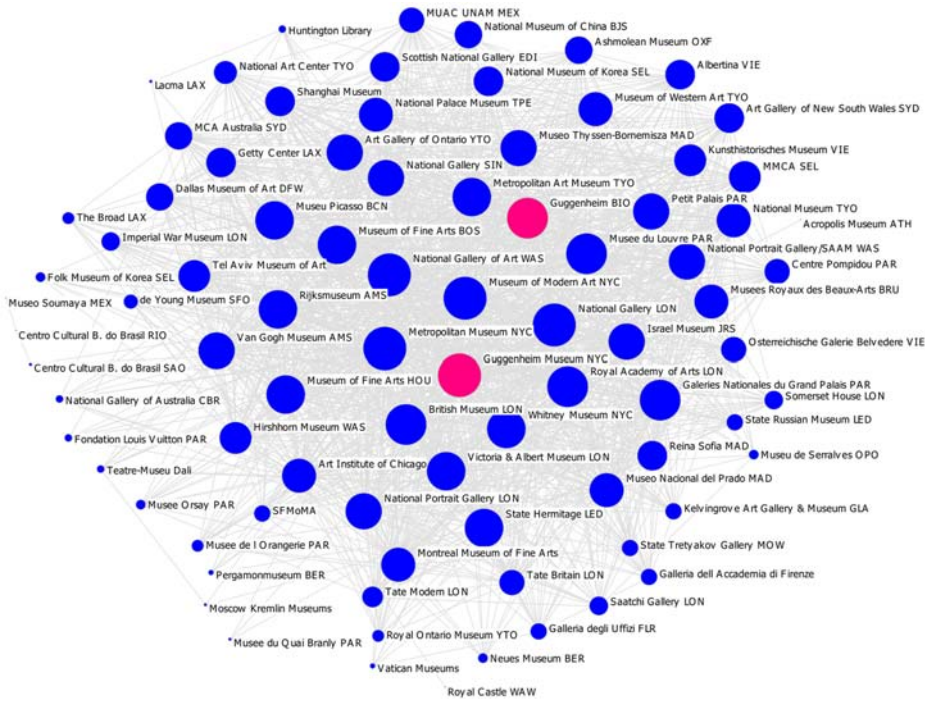 MUAC UNAM MEX
National Museum of China BJS
Huntington Library
Ashmolean Museum OXF
Scottish National Gallery EDI
National Art Center TYO
Albertina VIE
National Museum of Korea SEL
Lacma LAX
Shanghai Museum
Museum of Western Art TYO
National Palace Museum TPE
Art Gallery of New South Wales SYD
MCA Australia SYD
Museo Thyssen-Bornemisza MAD
Art Gallery of Ontario YTO
Getty Center LAX
Kunsthistorisches Museum VIE
National Gallery SIN
MMCA SEL
Metropolitan Art Museum TYO
Dallas Museum of Art DFW
Petit Palais PAR
Guggenheim BIO
Museu Picasso BCN
National Museum TYO
The Broad LAX
Acropolis Museum ATH
Museum of Fine Arts BOS
Imperial War Museum LON
Musee du Louvre PAR
National Portrait Gallery/SAAM WAS
National Gallery of Art WAS
Tel Aviv Museum of Art
Centre Pompidou PAR
Folk Museum of Korea SEL
Museum of Modern Art NYC
Musees Royaux des Beaux-Arts BRU
Rijksmuseum AMS
de Young Museum SFO
Museo Soumaya MEX
National Gallery LON
Israel Museum JRS
Centro Cultural B. do Brasil RIO
Van Gogh Museum AMS
Metropolitan Museum NYC
Osterreichische Galerie Belvedere VIE
Guggenheim Museum NYC
Centro Cultural B. do Brasil SAO
Royal Academy of Arts LON
Museum of Fine Arts HOU
Galeries Nationales du Grand Palais PAR
National Gallery of Australia CBR
Somerset House LON
British Museum LON
Whitney Museum NYC
State Russian Museum LED
Hirshhorn Museum WAS
Fondation Louis Vuitton PAR
Reina Sofia MAD
Museu de Serralves OPO
Victoria & Albert Museum LON
Art Institute of Chicago
Teatre-Museu Dali
Museo Nacional del Prado MAD
National Portrait Gallery LON
Musee Orsay PAR
SFMoMA
Kelvingrove Art Gallery & Museum GLA
State Hermitage LED
Musee de l Orangerie PAR
State Tretyakov Gallery MOW
Montreal Museum of Fine Arts
Pergamonmuseum BER
Galleria dell Accademia di Firenze
Tate Britain LON
Tate Modern LON
Saatchi Gallery LON
Moscow Kremlin Museums
Galleria degli Uffizi FLR
Royal Ontario Museum YTO
Musee du Quai Branly PAR
Neues Museum BER
Vatican Museums
Royal Castle WAW